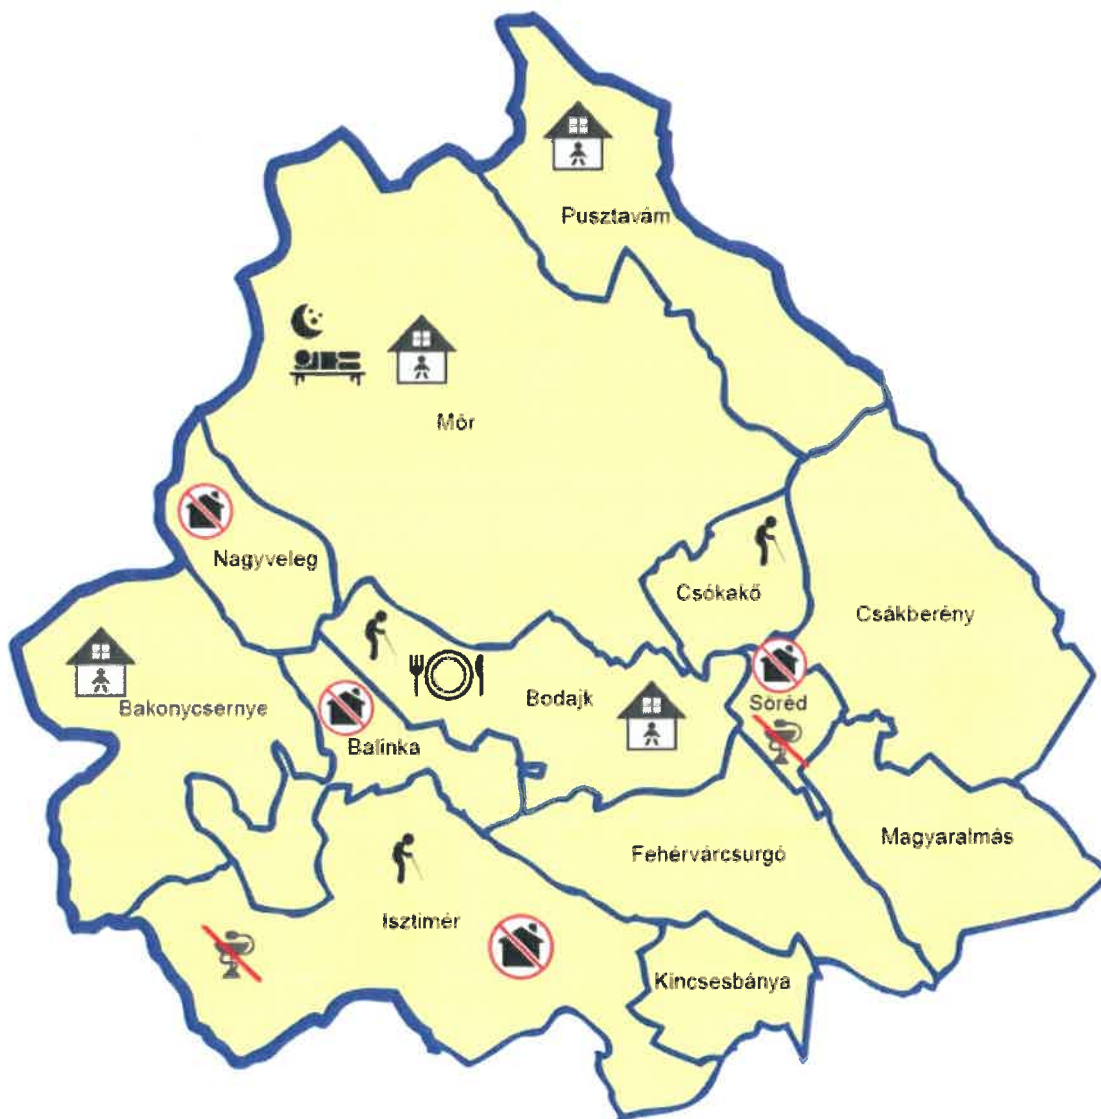 Pusztavám
Mór
Nagyveleg
Csókakő
Csákberény
Bakonycsernye
Bodajk
Söréd
Balinka
Magyaralmás
Fehérvárcsurgó
Isztimér
Kincsesbánya